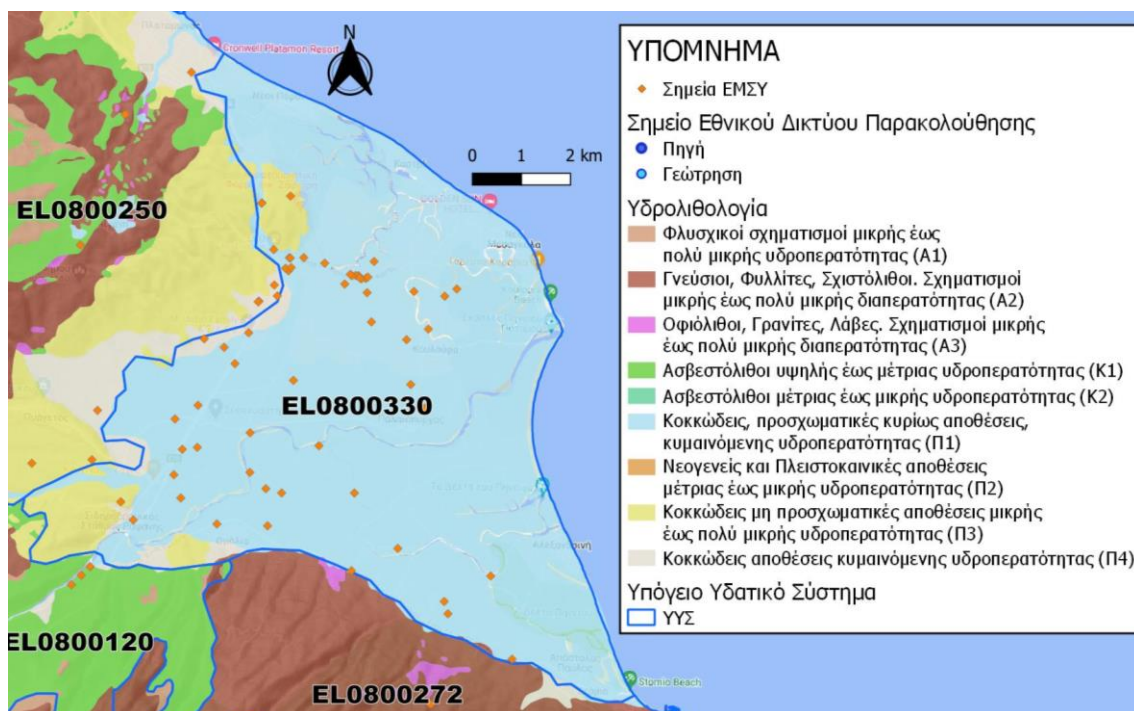 Cronwell Platamon Resort
N
0 1 2 km
EL0800250
EL0800330
EL0800120
EL0800272
Stomio Beach
ΥΠΟΜΝΗΜΑ
Σημεία ΕΜΣΥ
Σημείο Εθνικού Δικτύου Παρακολούθησης
Πηγή
Γεώτρηση
Υδρολιθολογία
Φλυσχικοί σχηματισμοί μικρής έως
πολύ μικρής υδροπερατότητας (Α1)
Γνεύσιοι, Φυλλίτες, Σχιστόλιθοι. Σχηματισμοί
μικρής έως πολύ μικρής διαπερατότητας (Α2)
Οφιόλιθοι, Γρανίτες, Λάβες. Σχηματισμοί μικρής
έως πολύ μικρής διαπερατότητας (Α3)
Ασβεστόλιθοι υψηλής έως μέτριας υδροπερατότητας (Κ1)
Ασβεστόλιθοι μέτριας έως μικρής υδροπερατότητας (Κ2)
Κοκκώδεις, προσχωματικές κυρίως αποθέσεις,
κυμαινόμενης υδροπερατότητας (Π1)
Νεογενείς και Πλειστοκαινικές αποθέσεις
μέτριας έως μικρής υδροπερατότητας (Π2)
Κοκκώδεις μη προσχωματικές αποθέσεις μικρής
έως πολύ μικρής υδροπερατότητας (Π3)
Κοκκώδεις αποθέσεις κυμαινόμενης υδροπερατότητας (Π4)
Υπόγειο Υδατικό Σύστημα
ΥΥΣ